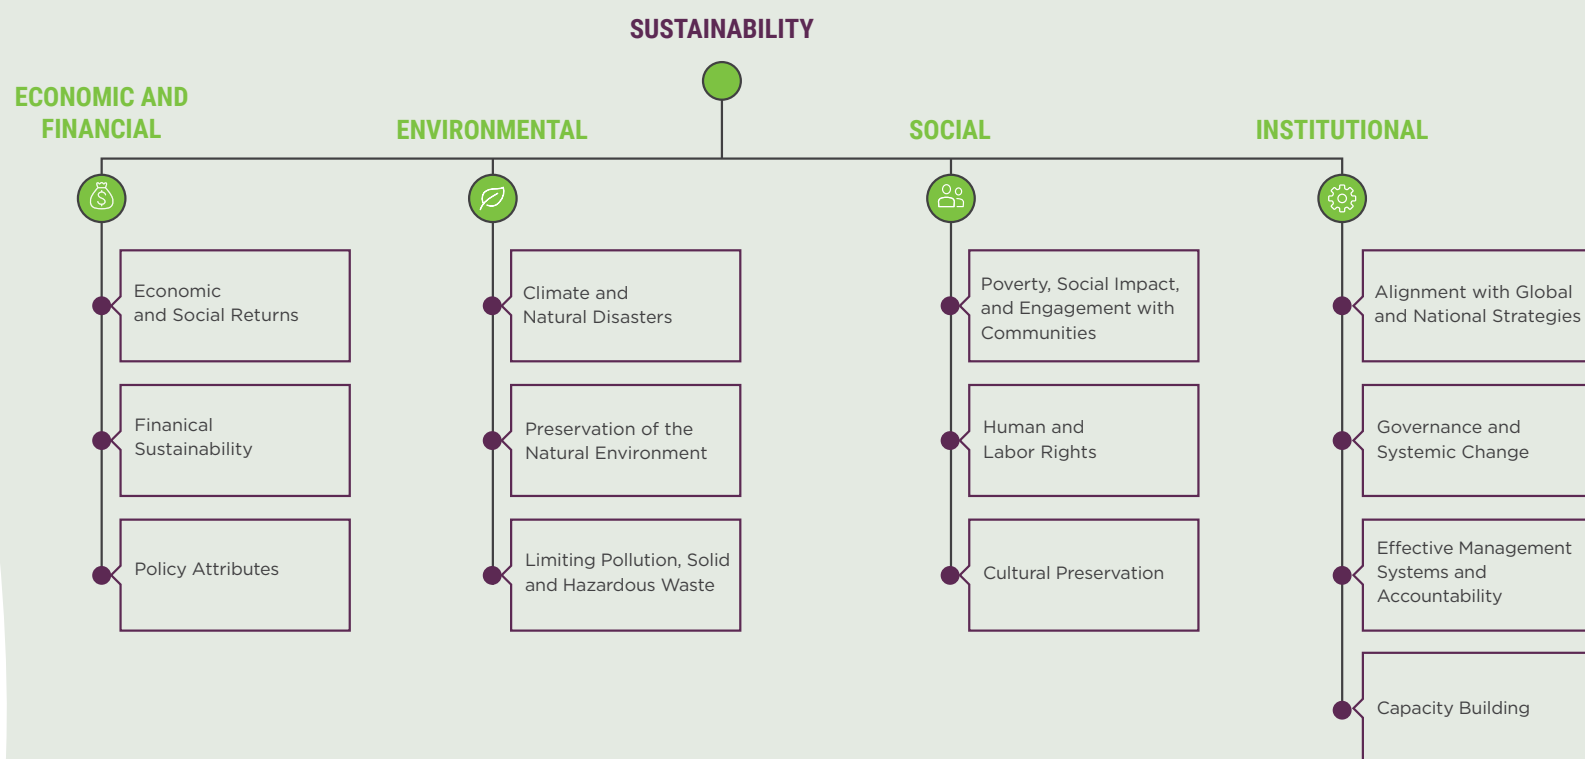 SUSTAINABILITY
ECONOMIC AND
FINANCIAL
Economic
and Social Returns
Finanical
Sustainability
Policy Attributes
ENVIRONMENTAL
Climate and
Natural Disasters
Preservation of the
Natural Environment
Limiting Pollution, Solid
and Hazardous Waste
SOCIAL
Poverty, Social Impact,
and Engagement with
Communities
Human and
Labor Rights
Cultural Preservation
INSTITUTIONAL
Alignment with Global
and National Strategies
Governance and
Systemic Change
Effective Management
Systems and
Accountability
Capacity Building